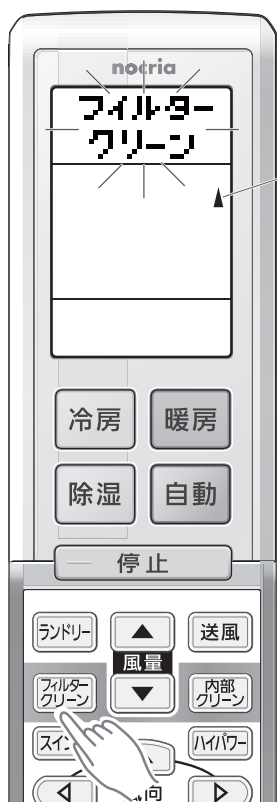 nocria
フィルター
クリーン
冷房 暖房
除湿 自動
停止
ランドリー 送風
風量
フィルター
クリーン
内部
クリーン
ハイパワー
向